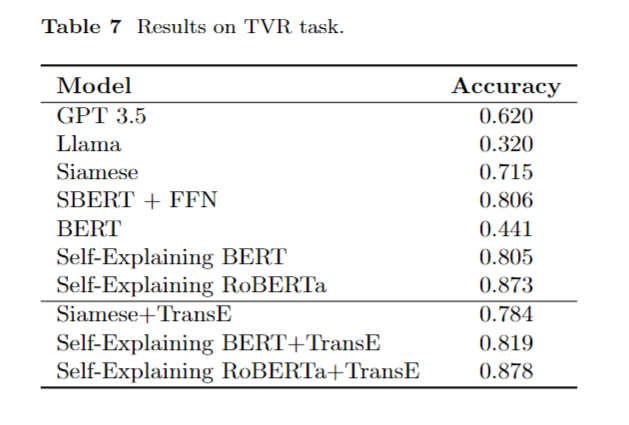 Table 7 Results on TVR task.
Model Accuracy
GPT 3.5 0.620
Llama 0.320
Siamese 0.715
SBERT + FFN 0.806
BERT 0.441
Self-Explaining BERT 0.805
Self-Explaining RoBERTa 0.873
Siamese+TransE 0.784
Self-Explaining BERT+TransE 0.819
Self-Explaining RoBERTa+TransE 0.878